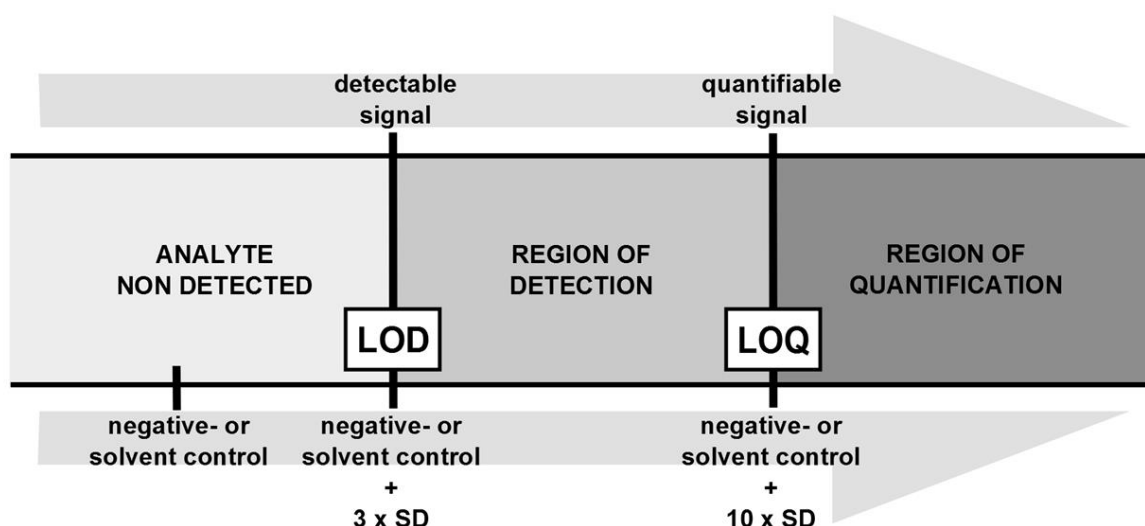 detectable
signal
quantifiable
signal
ANALYTE
NON DETECTED
REGION OF
DETECTION
REGION OF
QUANTIFICATION
LOD
LOQ
negative- or
solvent control
negative- or
solvent control
+
3 x SD
negative- or
solvent control
+
10 x SD